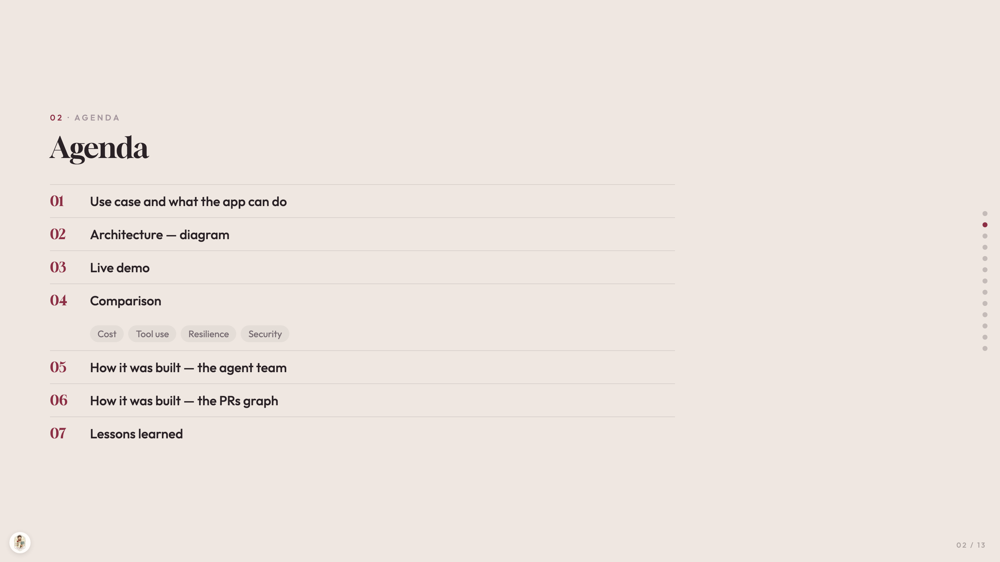 02 · AGENDA
Agenda
01 Use case and what the app can do
02 Architecture — diagram
03 Live demo
04 Comparison
Cost Tool use Resilience Security
05 How it was built — the agent team
06 How it was built — the PRs graph
07 Lessons learned
02 / 13